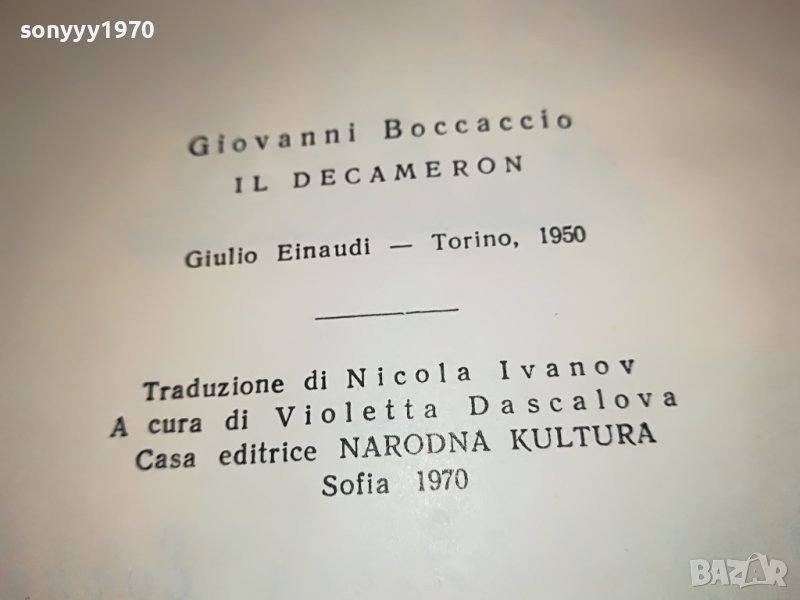 sonyyy1970
Giovanni Boccaccio
IL DECAMERON
Giulio Einaudi — Torino, 1950
Traduzione di Nicola Ivanov
A cura di Violetta Dascalova
Casa editrice NARODNA KULTURA
Sofia 1970
BAZAR